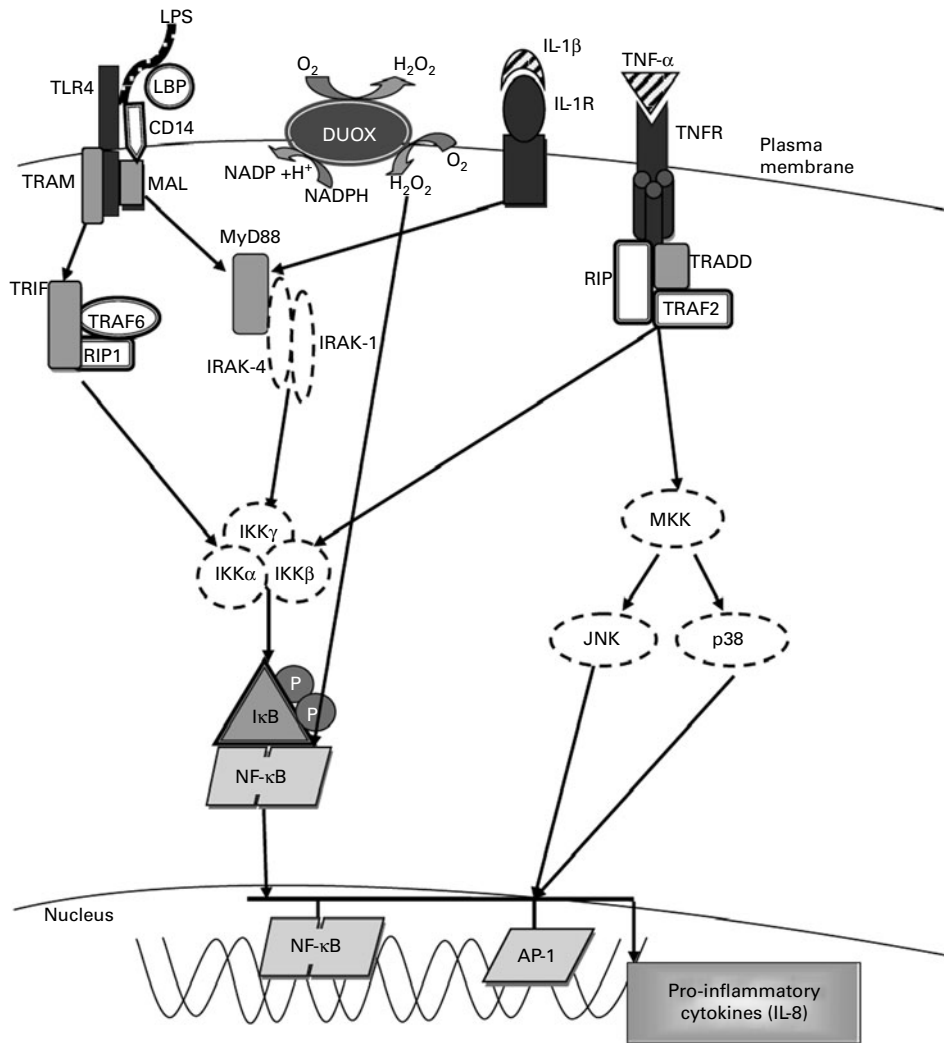 LPS
TLR4
LBP
CD14
TRAM
MAL
O2
H2O2
DUOX
NADP +H+
NADPH
H2O2
O2
IL-1β
IL-1R
TNF-α
TNFR
Plasma
membrane
MyD88
TRIF
TRAF6
RIP1
IRAK-4
IRAK-1
RIP
TRADD
TRAF2
IKKγ
IKKα
IKKβ
MKK
JNK
p38
P
P
IκB
NF-κB
Nucleus
NF-κB
AP-1
Pro-inflammatory
cytokines (IL-8)